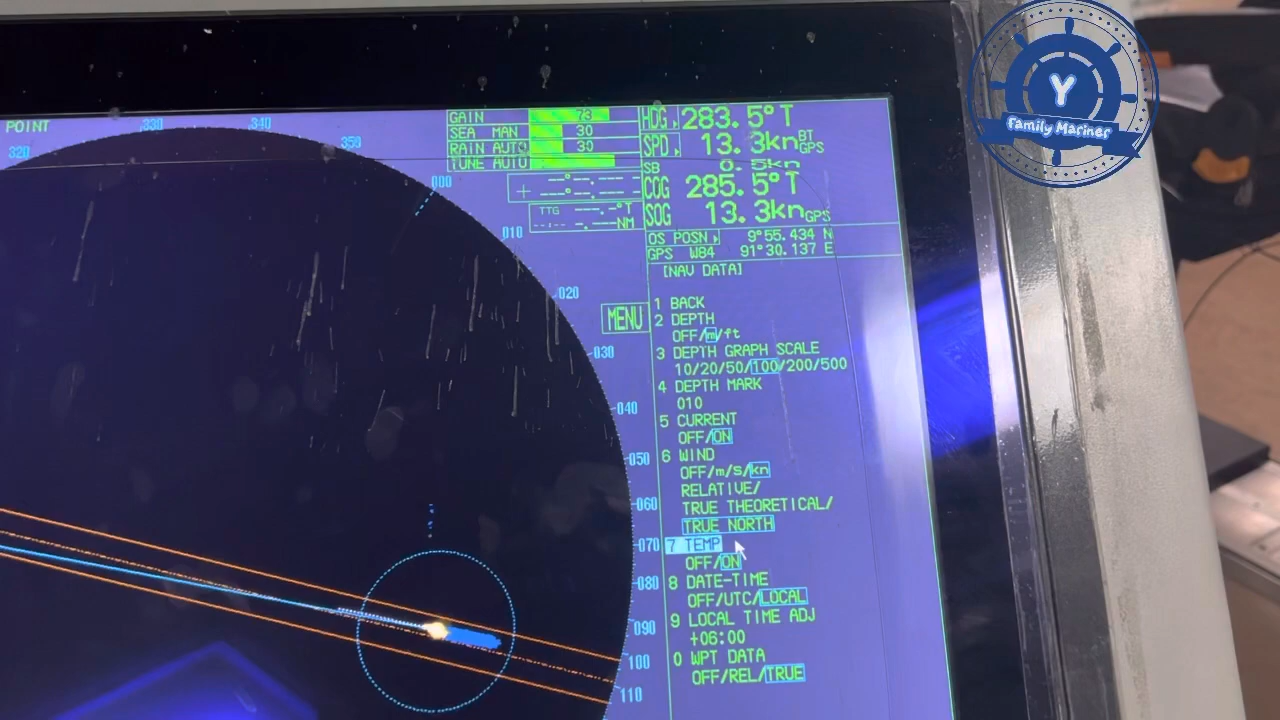 POINT
320
330
340
350
000
010
020
030
040
050
060
070
080
090
100
110
GAIN 73
SEA MAN 30
RAIN AUTO 30
TUNE AUTO
+ ---°--.--- 
---°--.---
TTG ---.-°T
--:-- -.---NM
HDG 283.5°T
SPD 13.3kn BT GPS
SB 0.5kn
COG 285.5°T
SOG 13.3kn GPS
OS POSN 9°55.434 N
GPS W84 91°30.137 E
[NAV DATA]
MENU
1 BACK
2 DEPTH
OFF/m/ft
3 DEPTH GRAPH SCALE
10/20/50/100/200/500
4 DEPTH MARK
010
5 CURRENT
OFF/ON
6 WIND
OFF/m/s/kn
RELATIVE/
TRUE THEORETICAL/
TRUE NORTH
7 TEMP
OFF/ON
8 DATE-TIME
OFF/UTC/LOCAL
9 LOCAL TIME ADJ
+06:00
0 WPT DATA
OFF/REL/TRUE
Y
Family Mariner